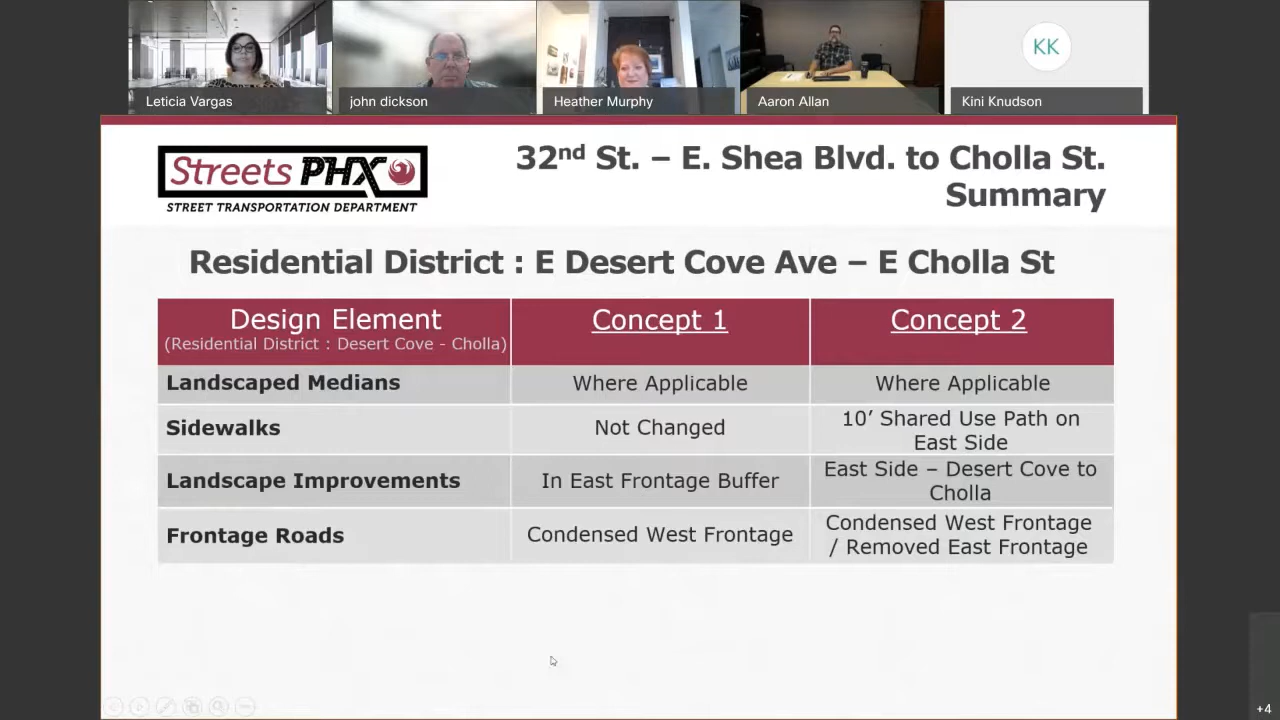 Leticia Vargas
john dickson
Heather Murphy
Aaron Allan
KK
Kini Knudson
Streets PHX
STREET TRANSPORTATION DEPARTMENT
32nd St. – E. Shea Blvd. to Cholla St.
Summary
Residential District : E Desert Cove Ave – E Cholla St
Design Element
(Residential District : Desert Cove - Cholla)
Concept 1
Concept 2
Landscaped Medians
Where Applicable
Where Applicable
Sidewalks
Not Changed
10’ Shared Use Path on
East Side
Landscape Improvements
In East Frontage Buffer
East Side – Desert Cove to
Cholla
Frontage Roads
Condensed West Frontage
Condensed West Frontage
/ Removed East Frontage
+4